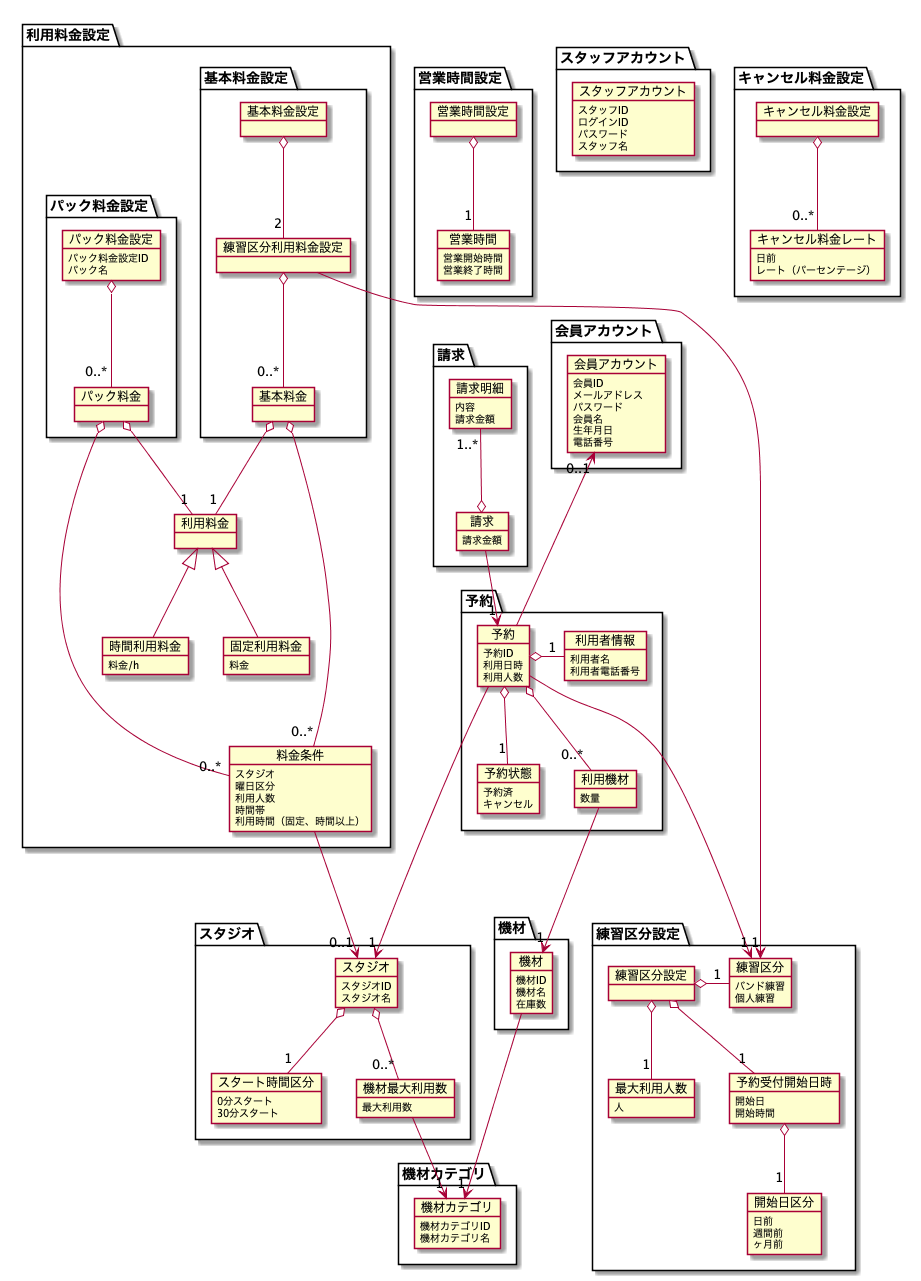 利用料金設定
基本料金設定
基本料金設定
2
練習区分利用料金設定
0..*
基本料金
パック料金設定
パック料金設定
パック料金設定ID
パック名
0..*
パック料金
1
1
利用料金
時間利用料金
料金/h
固定利用料金
料金
0..*
0..*
料金条件
スタジオ
曜日区分
利用人数
時間帯
利用時間（固定、時間以上）
営業時間設定
営業時間設定
1
営業時間
営業開始時間
営業終了時間
スタッフアカウント
スタッフアカウント
スタッフID
ログインID
パスワード
スタッフ名
キャンセル料金設定
キャンセル料金設定
0..*
キャンセル料金レート
日前
レート（パーセンテージ）
請求
請求明細
内容
請求金額
1..*
請求
請求金額
会員アカウント
会員アカウント
会員ID
メールアドレス
パスワード
会員名
生年月日
電話番号
0..1
予約
1
予約
予約ID
利用日時
利用人数
1
利用者情報
利用者名
利用者電話番号
1
予約状態
予約済
キャンセル
0..*
利用機材
数量
スタジオ
0..1
1
スタジオ
スタジオID
スタジオ名
1
スタート時間区分
0分スタート
30分スタート
0..*
機材最大利用数
最大利用数
機材
1
機材
機材ID
機材名
在庫数
機材カテゴリ
1
1
機材カテゴリ
機材カテゴリID
機材カテゴリ名
練習区分設定
練習区分設定
1
1
1
練習区分
バンド練習
個人練習
1
最大利用人数
人
1
予約受付開始日時
開始日
開始時間
1
開始日区分
日前
週間前
ヶ月前